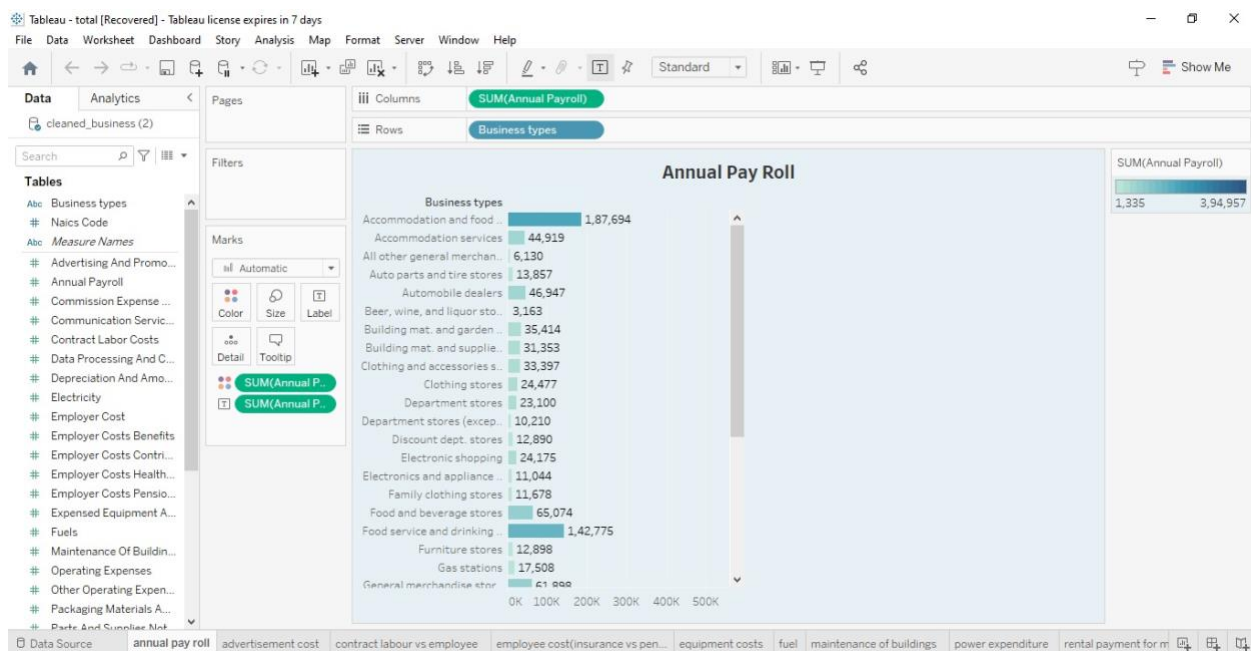 Tableau - total [Recovered] - Tableau license expires in 7 days
File Data Worksheet Dashboard Story Analysis Map Format Server Window Help
Standard
Show Me
Data Analytics
cleaned_business (2)
Search
Tables
Abc Business types
# Naics Code
Abc Measure Names
# Advertising And Promo...
# Annual Payroll
# Commission Expense ...
# Communication Servic...
# Contract Labor Costs
# Data Processing And C...
# Depreciation And Amo...
# Electricity
# Employer Cost
# Employer Costs Benefits
# Employer Costs Contri...
# Employer Costs Health...
# Employer Costs Pensio...
# Expensed Equipment A...
# Fuels
# Maintenance Of Buildin...
# Operating Expenses
# Other Operating Expen...
# Packaging Materials A...
# Parts And Supplies Not
Pages
Filters
Marks
Automatic
Color Size Label
Detail Tooltip
SUM(Annual P..
SUM(Annual P..
Columns SUM(Annual Payroll)
Rows Business types
Annual Pay Roll
Business types
Accommodation and food .. 1,87,694
Accommodation services 44,919
All other general merchan.. 6,130
Auto parts and tire stores 13,857
Automobile dealers 46,947
Beer, wine, and liquor sto.. 3,163
Building mat. and garden .. 35,414
Building mat. and supplie.. 31,353
Clothing and accessories s.. 33,397
Clothing stores 24,477
Department stores 23,100
Department stores (excep.. 10,210
Discount dept. stores 12,890
Electronic shopping 24,175
Electronics and appliance .. 11,044
Family clothing stores 11,678
Food and beverage stores 65,074
Food service and drinking .. 1,42,775
Furniture stores 12,898
Gas stations 17,508
General merchandise stor.. 61,898
0K 100K 200K 300K 400K 500K
SUM(Annual Payroll)
1,335 3,94,957
Data Source annual pay roll advertisement cost contract labour vs employee employee cost(insurance vs pen... equipment costs fuel maintenance of buildings power expenditure rental payment for m